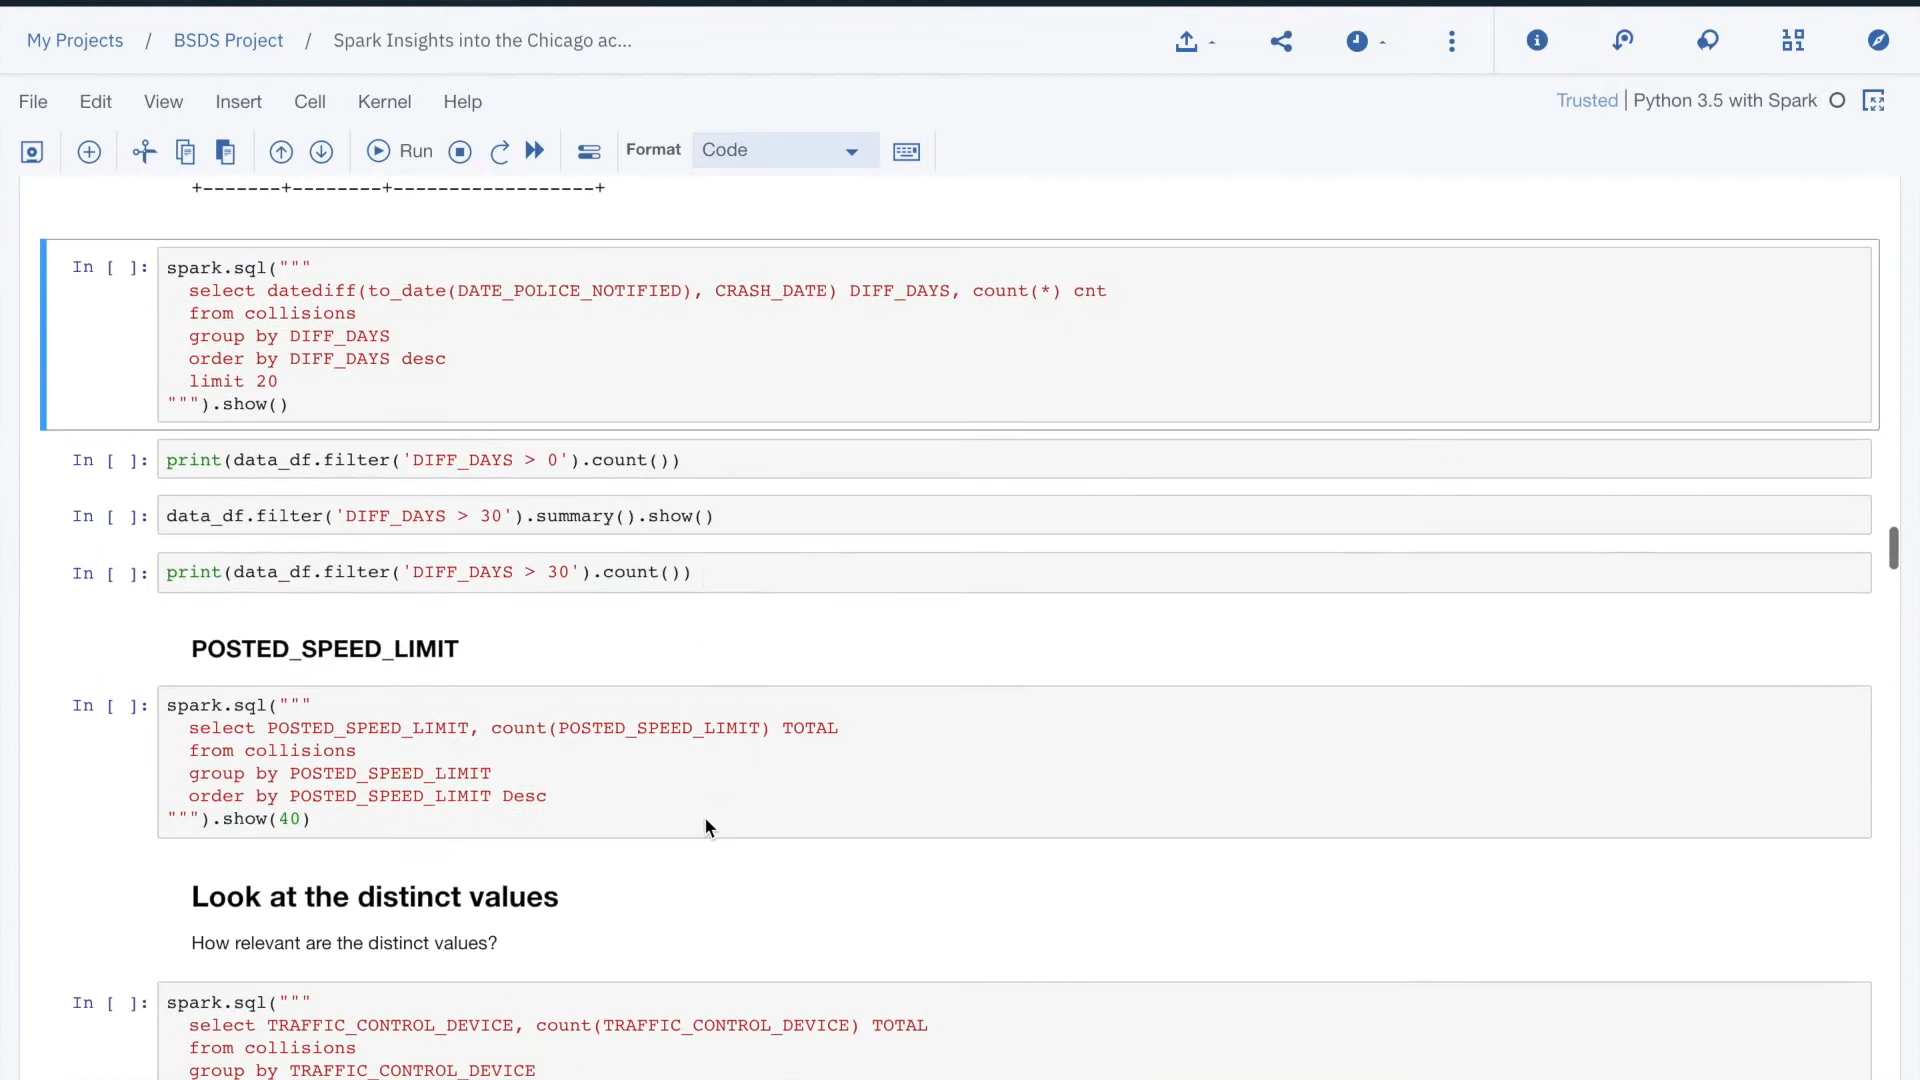 My Projects / BSDS Project / Spark Insights into the Chicago ac...
File Edit View Insert Cell Kernel Help Trusted | Python 3.5 with Spark
Run Format Code
+-------+--------+------------------+
In [ ]: spark.sql("""
select datediff(to_date(DATE_POLICE_NOTIFIED), CRASH_DATE) DIFF_DAYS, count(*) cnt
from collisions
group by DIFF_DAYS
order by DIFF_DAYS desc
limit 20
""").show()
In [ ]: print(data_df.filter('DIFF_DAYS > 0').count())
In [ ]: data_df.filter('DIFF_DAYS > 30').summary().show()
In [ ]: print(data_df.filter('DIFF_DAYS > 30').count())
POSTED_SPEED_LIMIT
In [ ]: spark.sql("""
select POSTED_SPEED_LIMIT, count(POSTED_SPEED_LIMIT) TOTAL
from collisions
group by POSTED_SPEED_LIMIT
order by POSTED_SPEED_LIMIT Desc
""").show(40)
Look at the distinct values
How relevant are the distinct values?
In [ ]: spark.sql("""
select TRAFFIC_CONTROL_DEVICE, count(TRAFFIC_CONTROL_DEVICE) TOTAL
from collisions
group by TRAFFIC_CONTROL_DEVICE